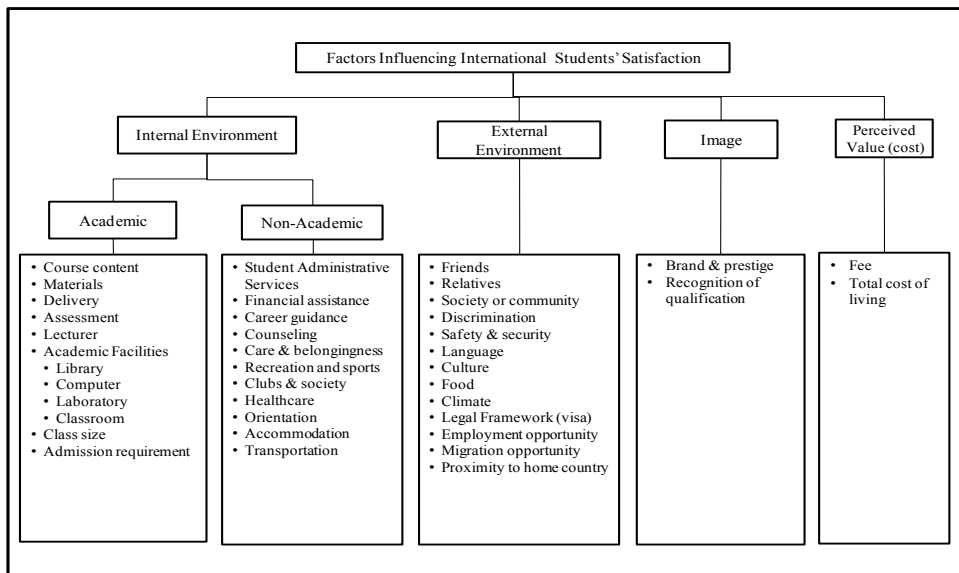 Factors Influencing International Students' Satisfaction
Internal Environment
External
Environment
Image
Perceived
Value (cost)
Academic
Non-Academic
• Course content
• Materials
• Delivery
• Assessment
• Lecturer
• Academic Facilities
• Library
• Computer
• Laboratory
• Classroom
• Class size
• Admission requirement
• Student Administrative
Services
• Financial assistance
• Career guidance
• Counseling
• Care & belongingness
• Recreation and sports
• Clubs & society
• Healthcare
• Orientation
• Accommodation
• Transportation
• Friends
• Relatives
• Society or community
• Discrimination
• Safety & security
• Language
• Culture
• Food
• Climate
• Legal Framework (visa)
• Employment opportunity
• Migration opportunity
• Proximity to home country
• Brand & prestige
• Recognition of
qualification
• Fee
• Total cost of
living